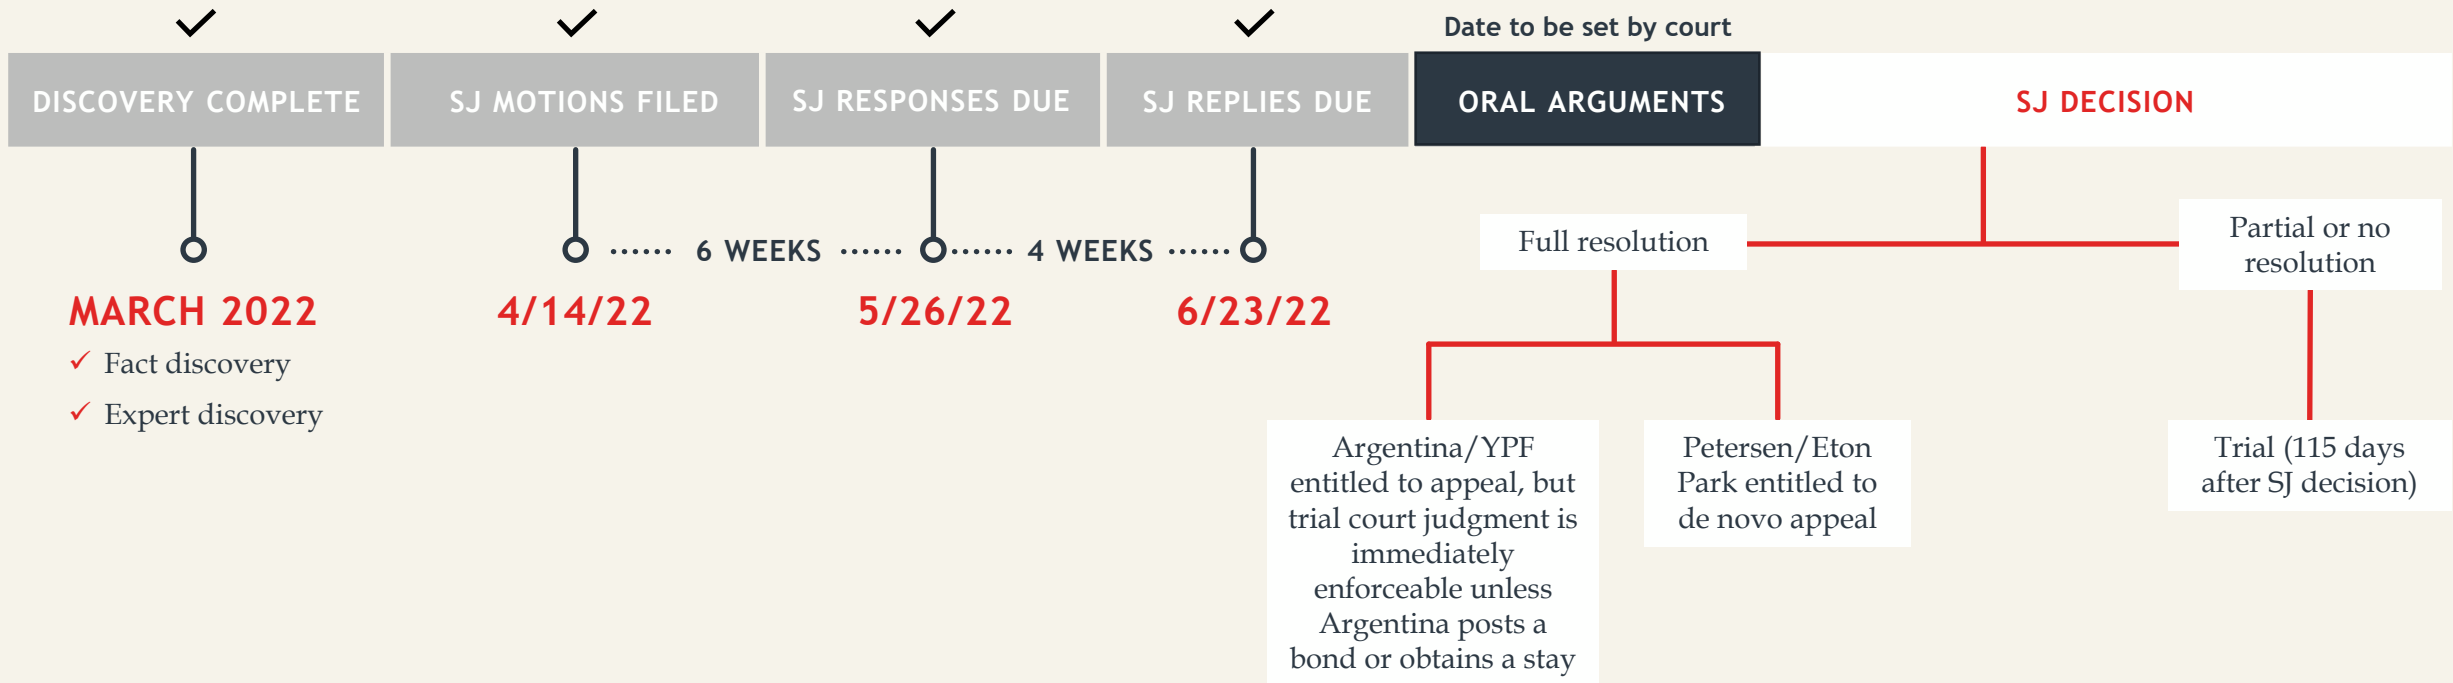 Date to be set by court
DISCOVERY COMPLETE
SJ MOTIONS FILED
SJ RESPONSES DUE
SJ REPLIES DUE
ORAL ARGUMENTS
SJ DECISION
6 WEEKS
4 WEEKS
MARCH 2022
4/14/22
5/26/22
6/23/22
Fact discovery
Expert discovery
Full resolution
Partial or no
resolution
Argentina/YPF
entitled to appeal, but
trial court judgment is
immediately
enforceable unless
Argentina posts a
bond or obtains a stay
Petersen/Eton
Park entitled to
de novo appeal
Trial (115 days
after SJ decision)